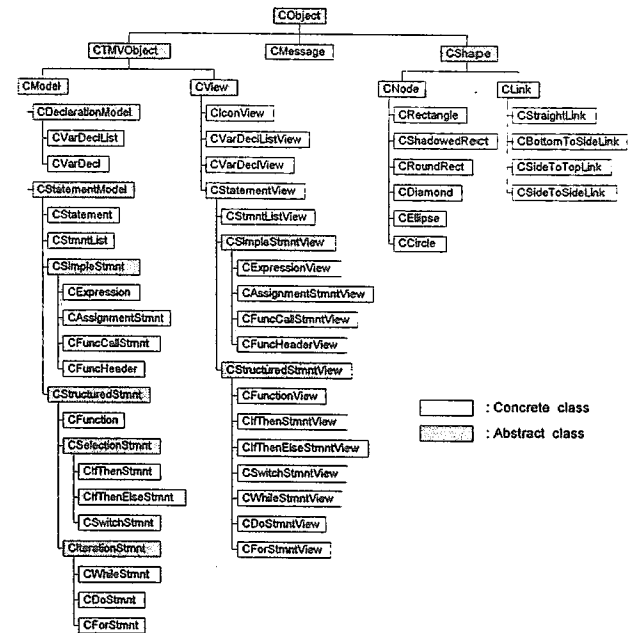 CObject
CTMVObject
CMessage
CShape
CModel
CView
CNode
CLink
CDeclarationModel
CVarDeclList
CVarDecl
CStatementModel
CStatement
CStmntList
CSimpleStmnt
CExpression
CAssignmentStmnt
CFuncCallStmnt
CFuncHeader
CStructuredStmnt
CFunction
CSelectionStmnt
CIfThenStmnt
CIfThenElseStmnt
CSwitchStmnt
CIterationStmnt
CWhileStmnt
CDoStmnt
CForStmnt
CIconView
CVarDeclListView
CVarDeclView
CStatementView
CStmntListView
CSimpleStmntView
CExpressionView
CAssignmentStmntView
CFuncCallStmntView
CFuncHeaderView
CStructuredStmntView
CFunctionView
CIfThenStmntView
CIfThenElseStmntView
CSwitchStmntView
CWhileStmntView
CDoStmntView
CForStmntView
CRectangle
CShadowedRect
CRoundRect
CDiamond
CEllipse
CCircle
CStraightLink
CBottomToSideLink
CSideToTopLink
CSideToSideLink
: Concrete class
: Abstract class